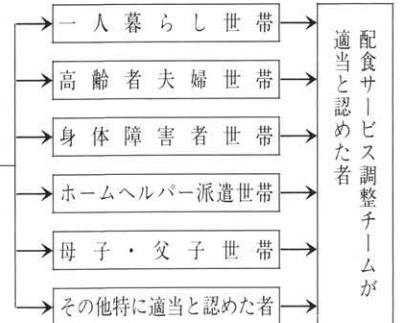 一人暮らし世帯
高齢者夫婦世帯
身体障害者世帯
ホームヘルパー派遣世帯
母子・父子世帯
その他特に適当と認めた者
配食サービス調整チームが
適当と認めた者